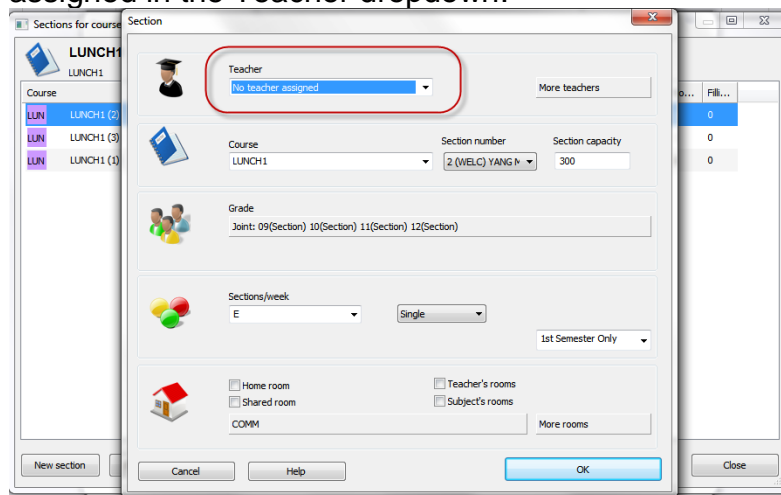 assigned in the Teacher dropdown.
Sections for course
Section
LUNCH1
LUNCH1
Course
Filli...
LUN LUNCH1 (2) 0
LUN LUNCH1 (3) 0
LUN LUNCH1 (1) 0
Teacher
No teacher assigned
More teachers
Course
Section number
Section capacity
LUNCH1
2 (WELC) YANG
300
Grade
Joint: 09(Section) 10(Section) 11(Section) 12(Section)
Sections/week
E
Single
1st Semester Only
Home room
Teacher's rooms
Shared room
Subject's rooms
COMM
More rooms
New section
Cancel
Help
OK
Close